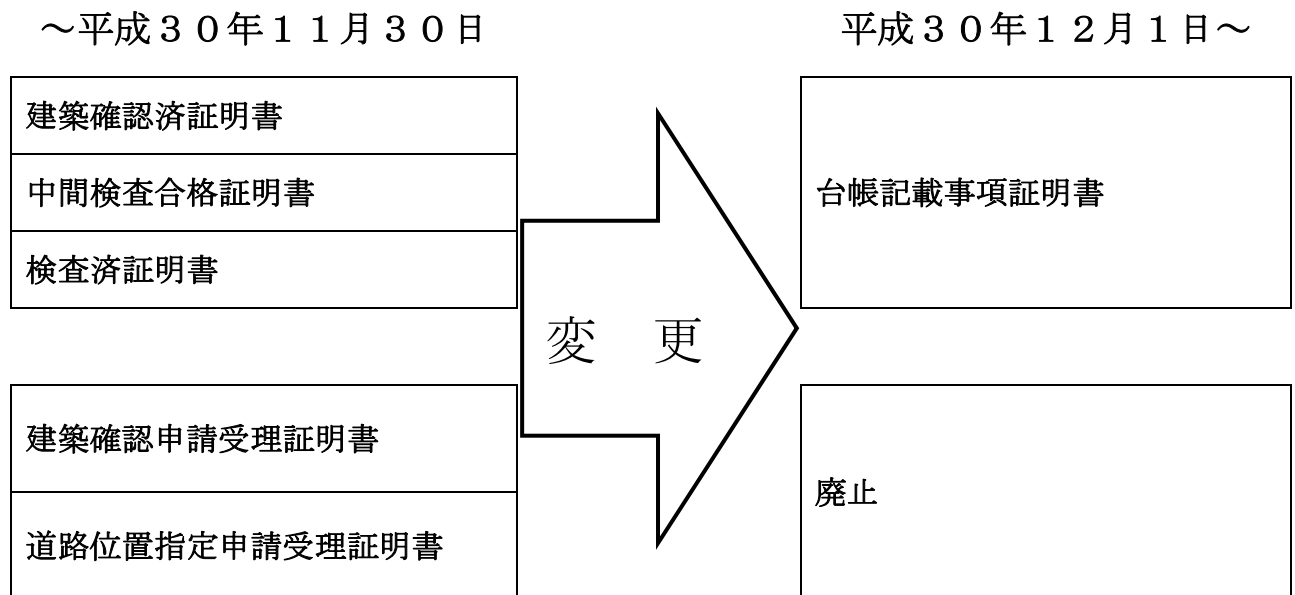 ～平成３０年１１月３０日
平成３０年１２月１日～
建築確認済証明書
中間検査合格証明書
検査済証明書
台帳記載事項証明書
変　更
建築確認申請受理証明書
道路位置指定申請受理証明書
廃止